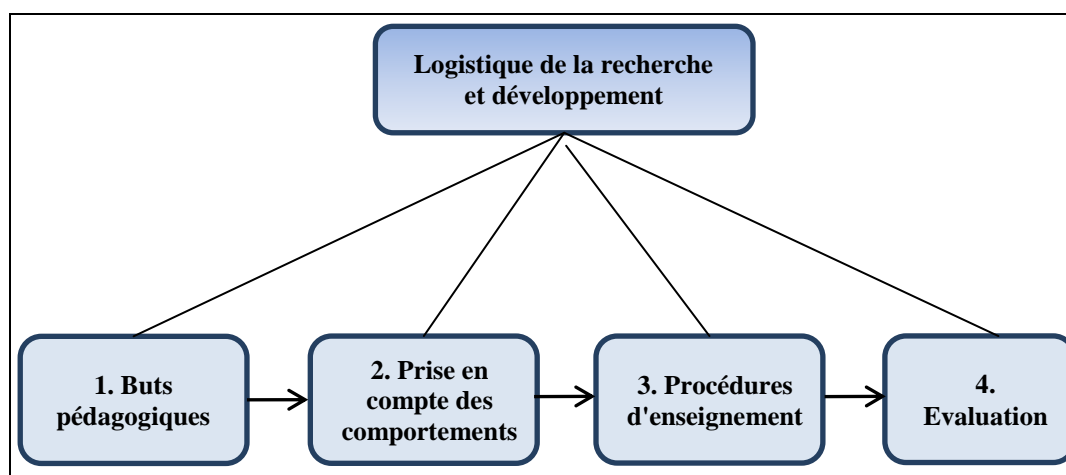 Logistique de la recherche
et développement
1. Buts
pédagogiques
2. Prise en
compte des
comportements
3. Procédures
d'enseignement
4.
Evaluation